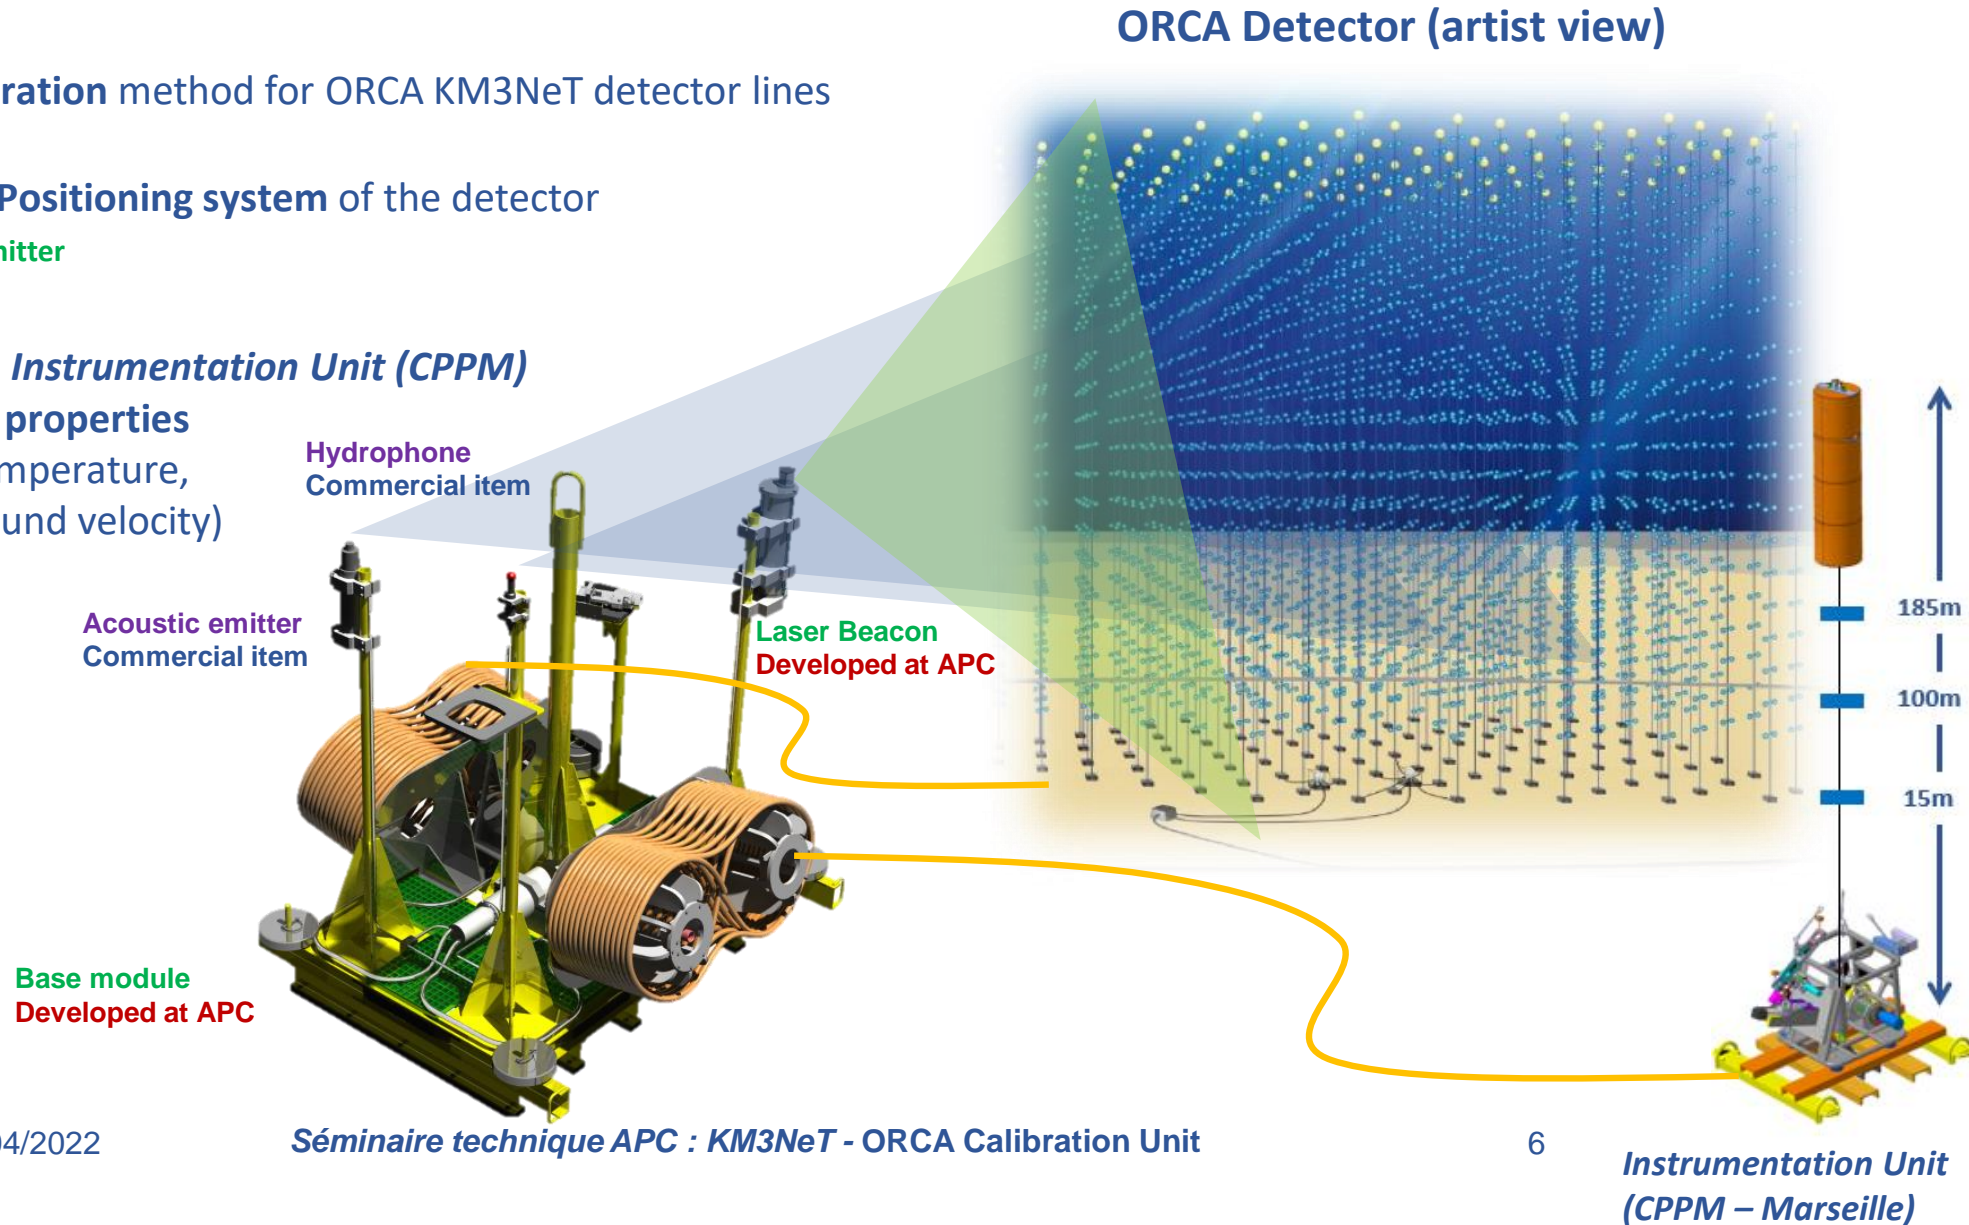 ORCA Detector (artist view)
ration method for ORCA KM3NeT detector lines
Positioning system of the detector
nitter
Instrumentation Unit (CPPM)
properties
mperature,
und velocity)
Hydrophone
Commercial item
Acoustic emitter
Commercial item
Laser Beacon
Developed at APC
Base module
Developed at APC
185m
100m
15m
04/2022
Séminaire technique APC : KM3NeT - ORCA Calibration Unit
6
Instrumentation Unit
(CPPM – Marseille)